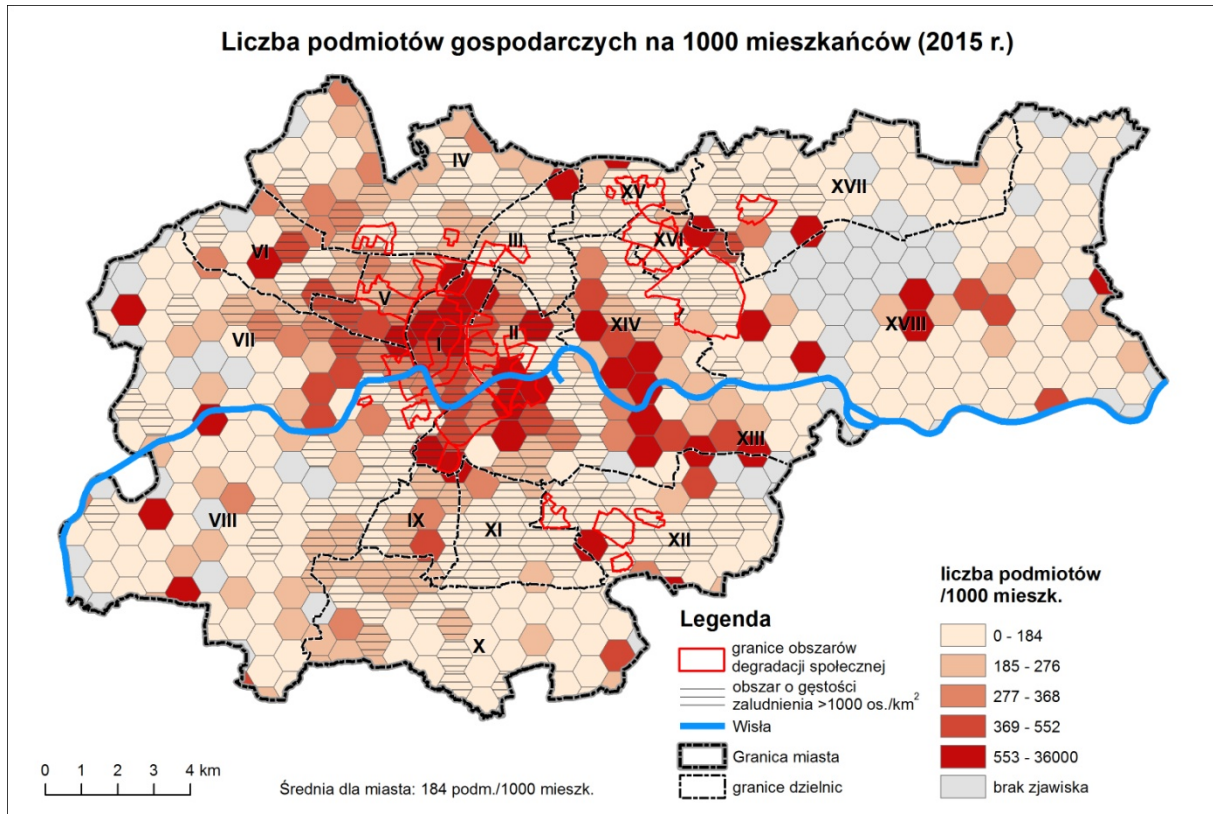 Liczba podmiotów gospodarczych na 1000 mieszkańców (2015 r.)
IV
XV
XVII
XVI
VI
III
V
XVIII
VII
I
II
XIV
XIII
VIII
IX
XI
XII
X
Legenda
granice obszarów
degradacji społecznej
obszar o gęstości
zaludnienia >1000 os./km²
Wisła
Granica miasta
granice dzielnic
liczba podmiotów
/1000 mieszk.
0 - 184
185 - 276
277 - 368
369 - 552
553 - 36000
brak zjawiska
0 1 2 3 4 km
Średnia dla miasta: 184 podm./1000 mieszk.